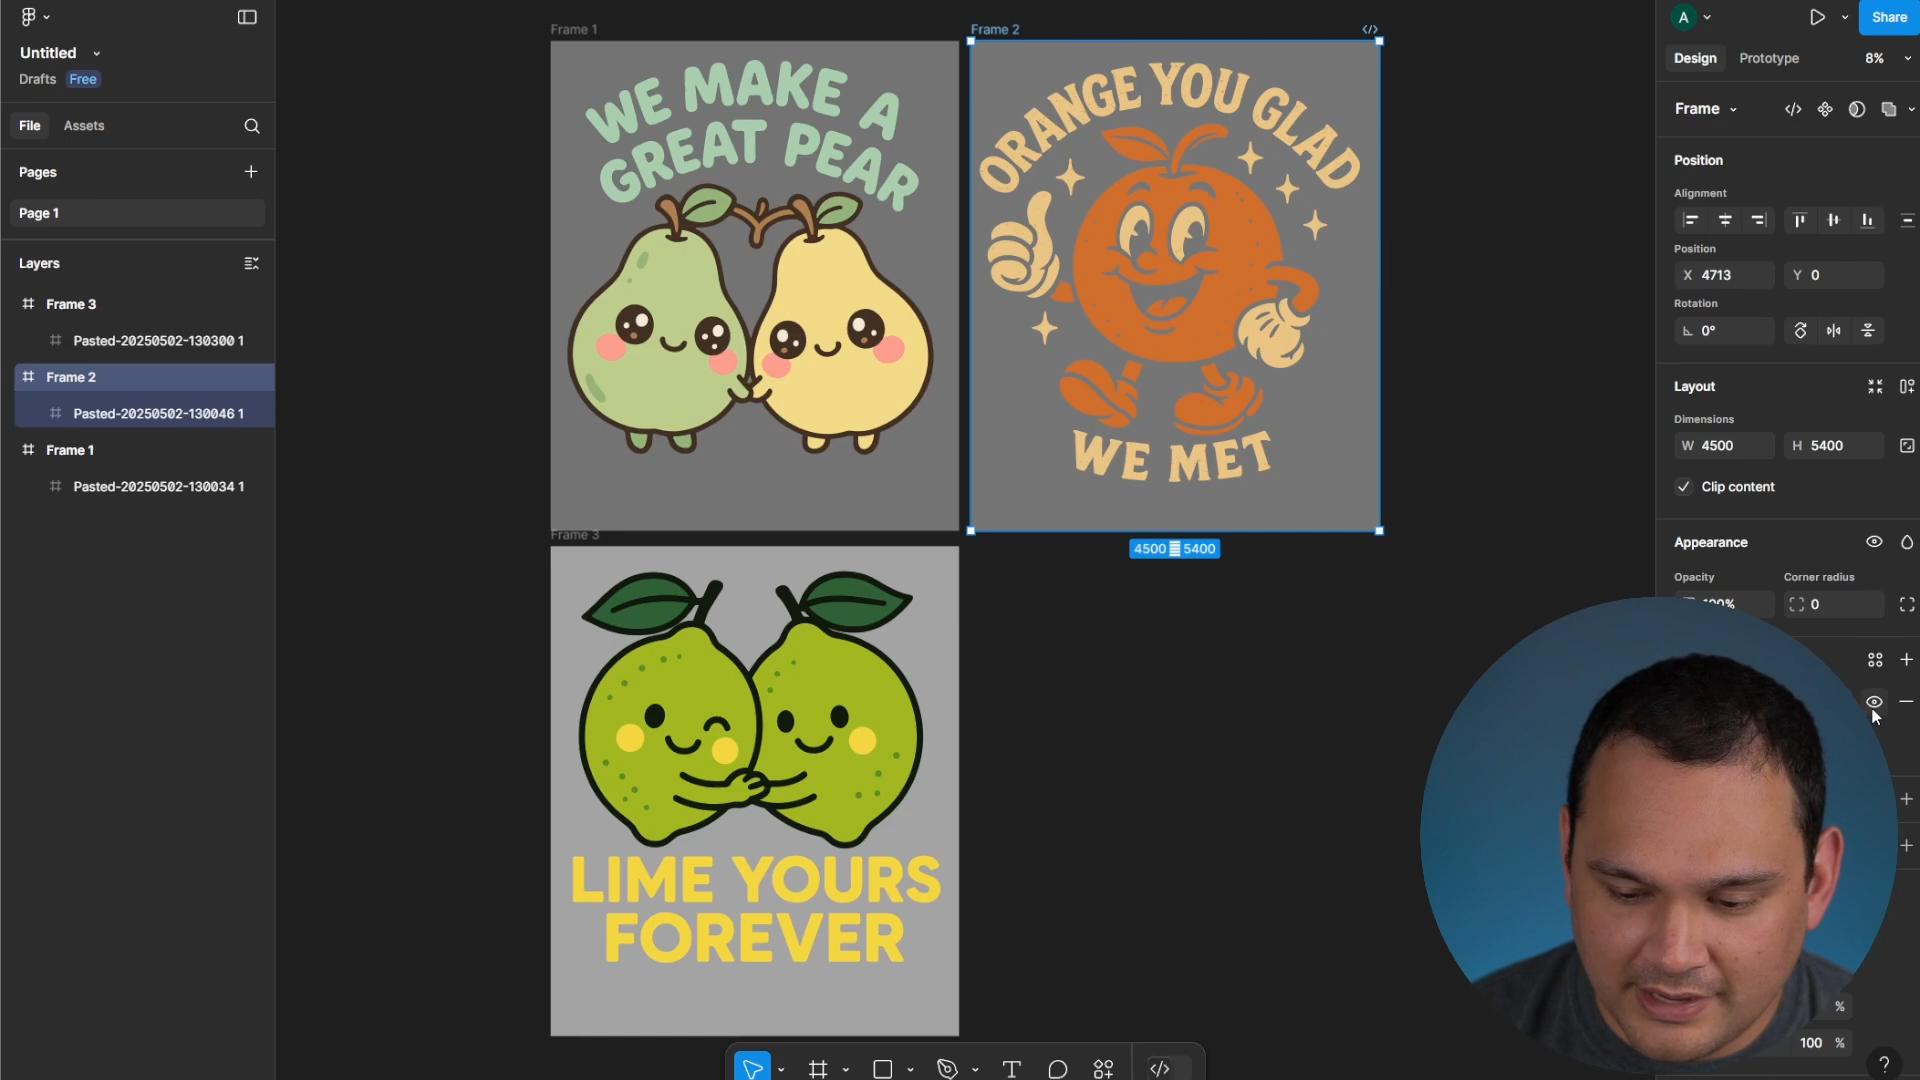 Untitled
Drafts Free
File Assets
Pages
Page 1
Layers
Frame 3
Pasted-20250502-130300 1
Frame 2
Pasted-20250502-130046 1
Frame 1
Pasted-20250502-130034 1
Frame 1
WE MAKE A
GREAT PEAR
Frame 2
ORANGE YOU GLAD
WE MET
4500 5400
Frame 3
LIME YOURS
FOREVER
A
Share
Design Prototype 8%
Frame
Position
Alignment
Position
X 4713 Y 0
Rotation
0°
Layout
Dimensions
W 4500 H 5400
Clip content
Appearance
Opacity Corner radius
100% 0
%
100 %
?